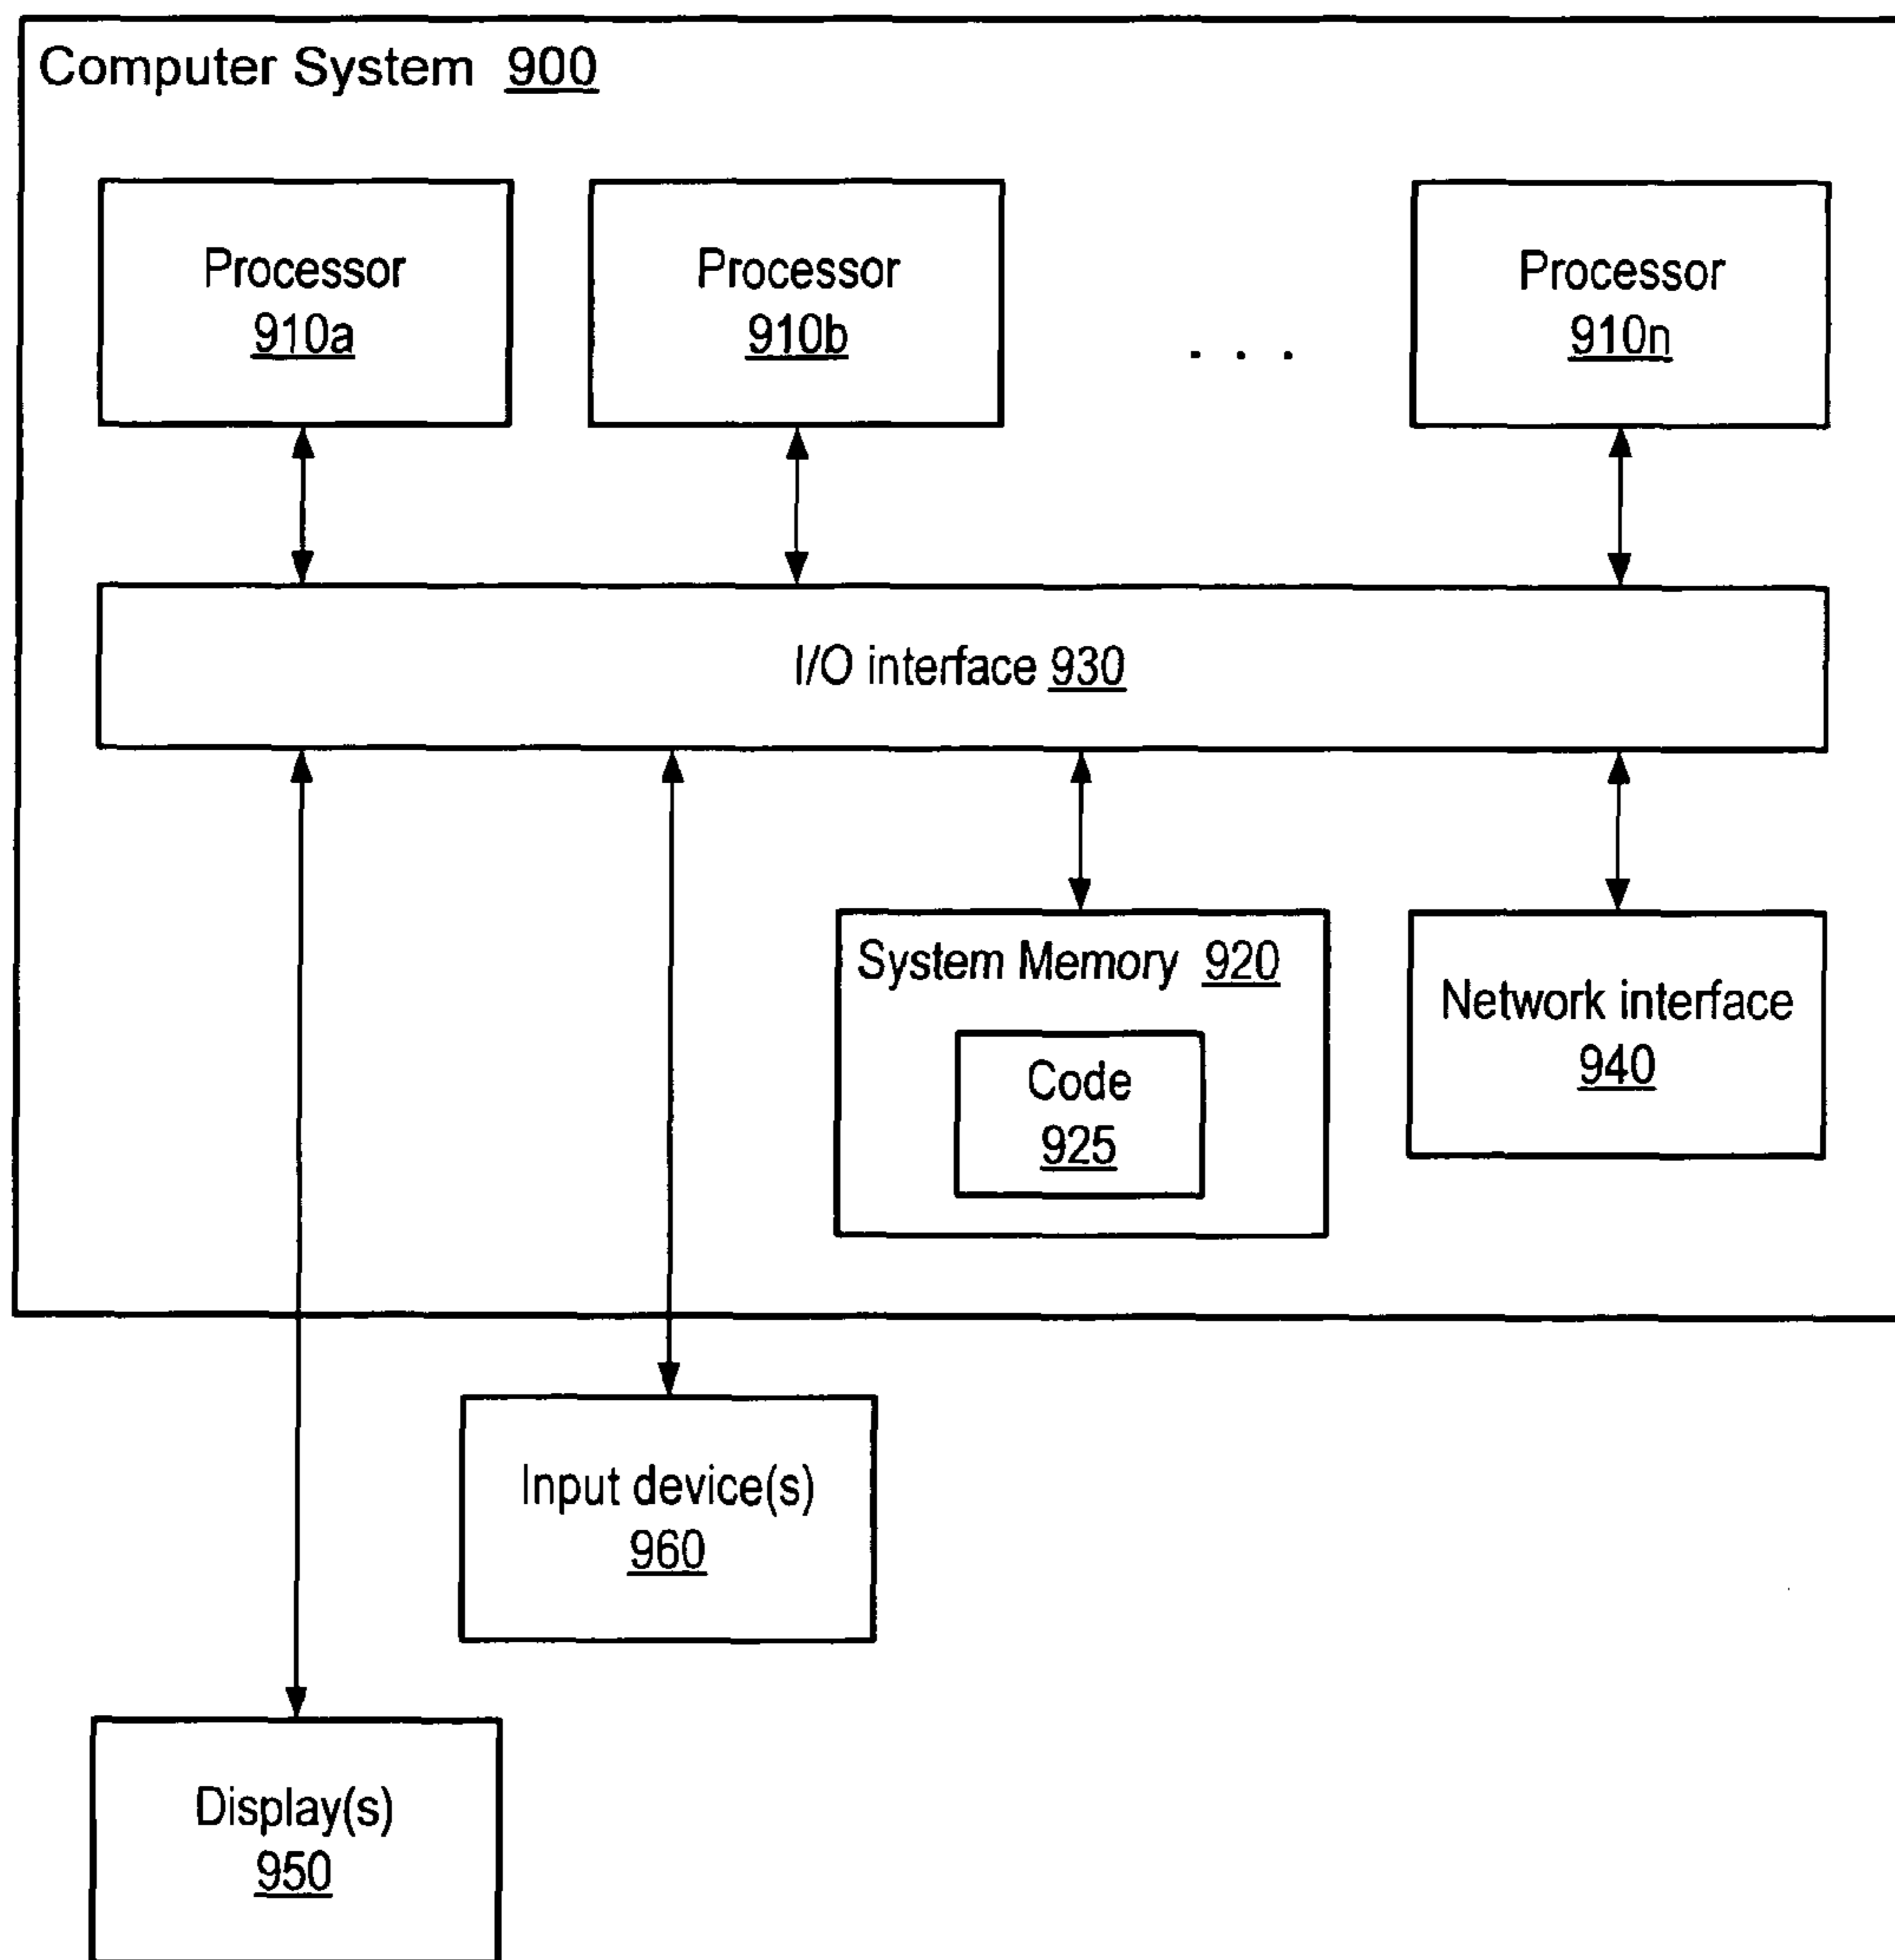 Computer System 900
Processor
910a
Processor
910b
. . .
Processor
910n
I/O interface 930
System Memory 920
Code
925
Network interface
940
Input device(s)
960
Display(s)
950